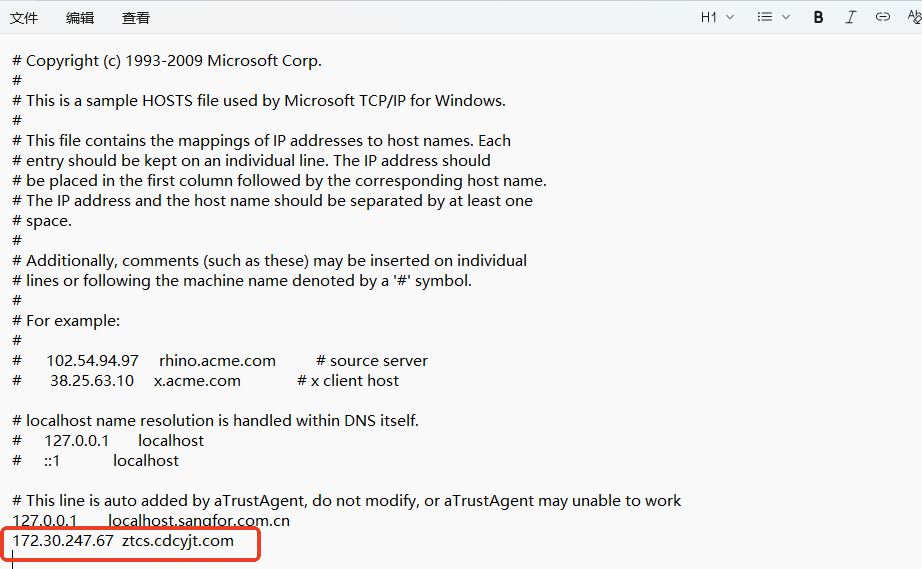 文件 编辑 查看 H1 B I
# Copyright (c) 1993-2009 Microsoft Corp.
#
# This is a sample HOSTS file used by Microsoft TCP/IP for Windows.
#
# This file contains the mappings of IP addresses to host names. Each
# entry should be kept on an individual line. The IP address should
# be placed in the first column followed by the corresponding host name.
# The IP address and the host name should be separated by at least one
# space.
#
# Additionally, comments (such as these) may be inserted on individual
# lines or following the machine name denoted by a '#' symbol.
#
# For example:
#
#      102.54.94.97     rhino.acme.com          # source server
#       38.25.63.10     x.acme.com              # x client host

# localhost name resolution is handled within DNS itself.
#      127.0.0.1       localhost
#      ::1             localhost

# This line is auto added by aTrustAgent, do not modify, or aTrustAgent may unable to work
127.0.0.1        localhost.sangfor.com.cn
172.30.247.67  ztcs.cdcyjt.com